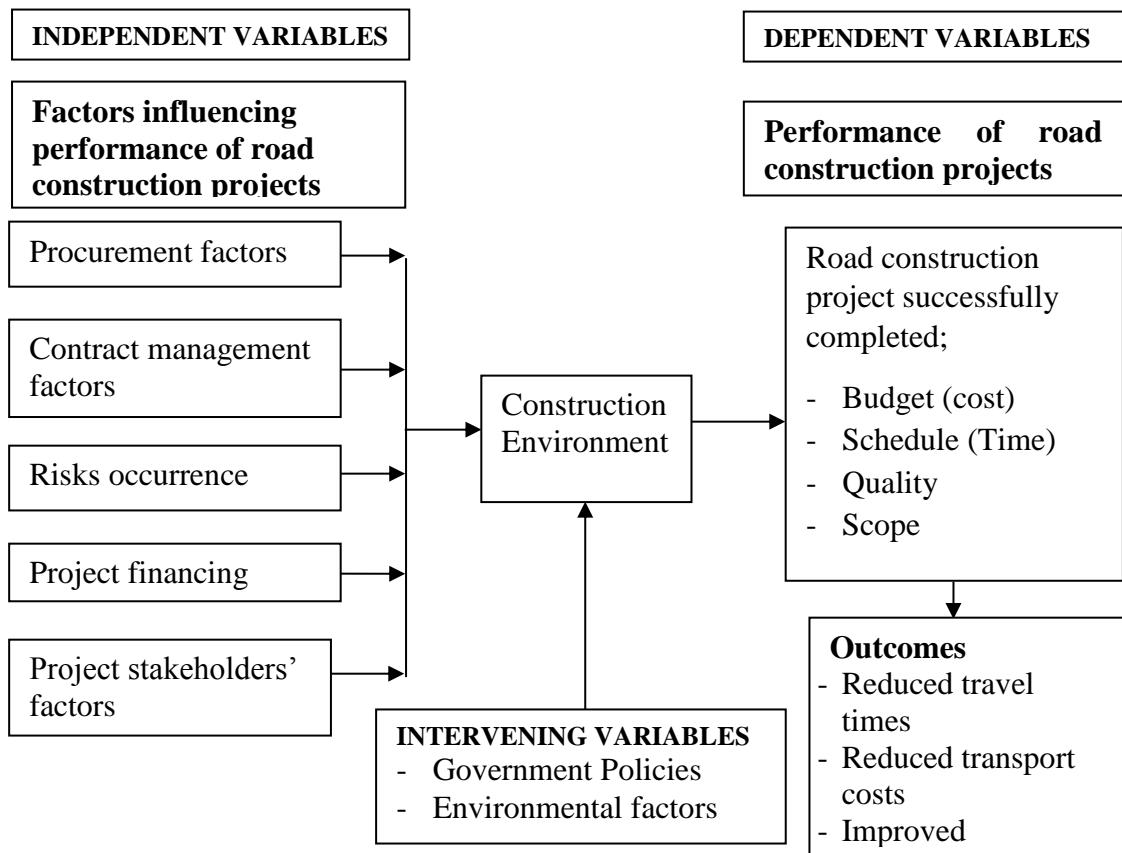 INDEPENDENT VARIABLES
DEPENDENT VARIABLES
Factors influencing
performance of road
construction projects
Performance of road
construction projects
Procurement factors
Contract management
factors
Risks occurrence
Project financing
Project stakeholders’
factors
Construction
Environment
INTERVENING VARIABLES
- Government Policies
- Environmental factors
Road construction
project successfully
completed;
- Budget (cost)
- Schedule (Time)
- Quality
- Scope
Outcomes
- Reduced travel
times
- Reduced transport
costs
- Improved